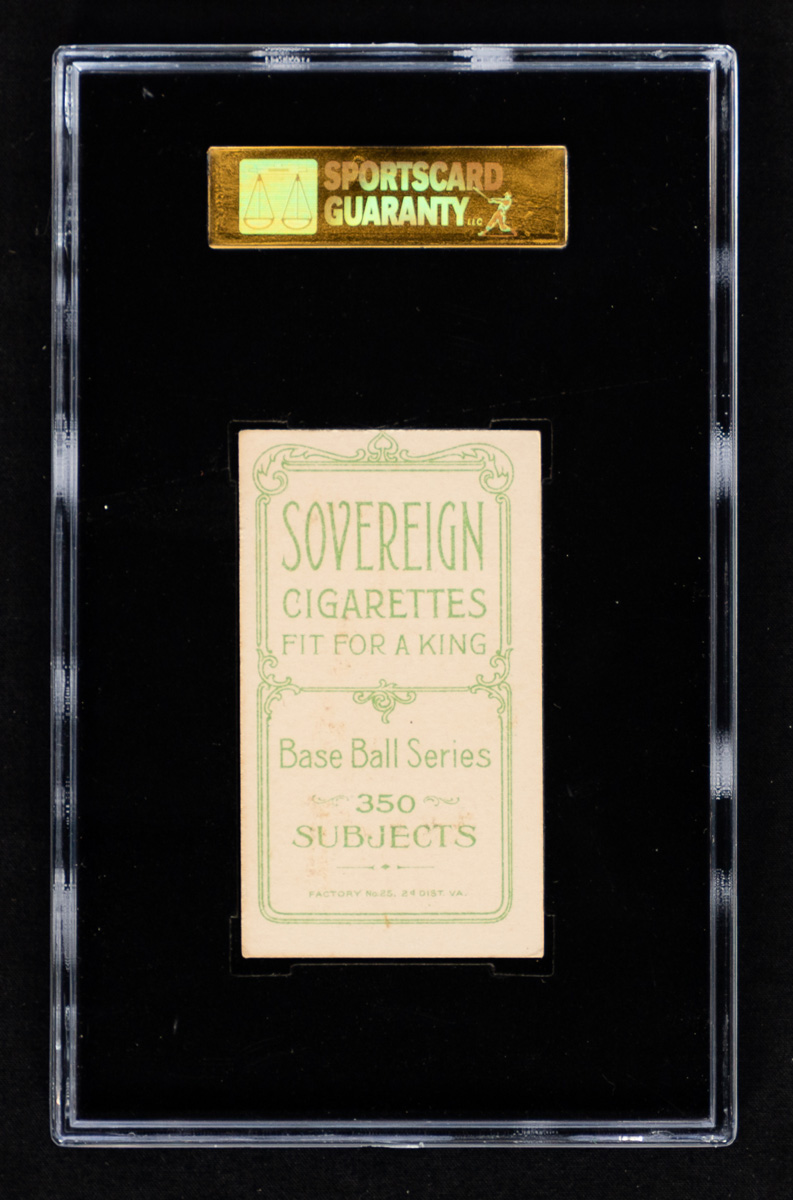 SPORTSCARD
GUARANTY LLC
SOVEREIGN
CIGARETTES
FIT FOR A KING
Base Ball Series
350
SUBJECTS
FACTORY No. 25, 2d DIST. VA.